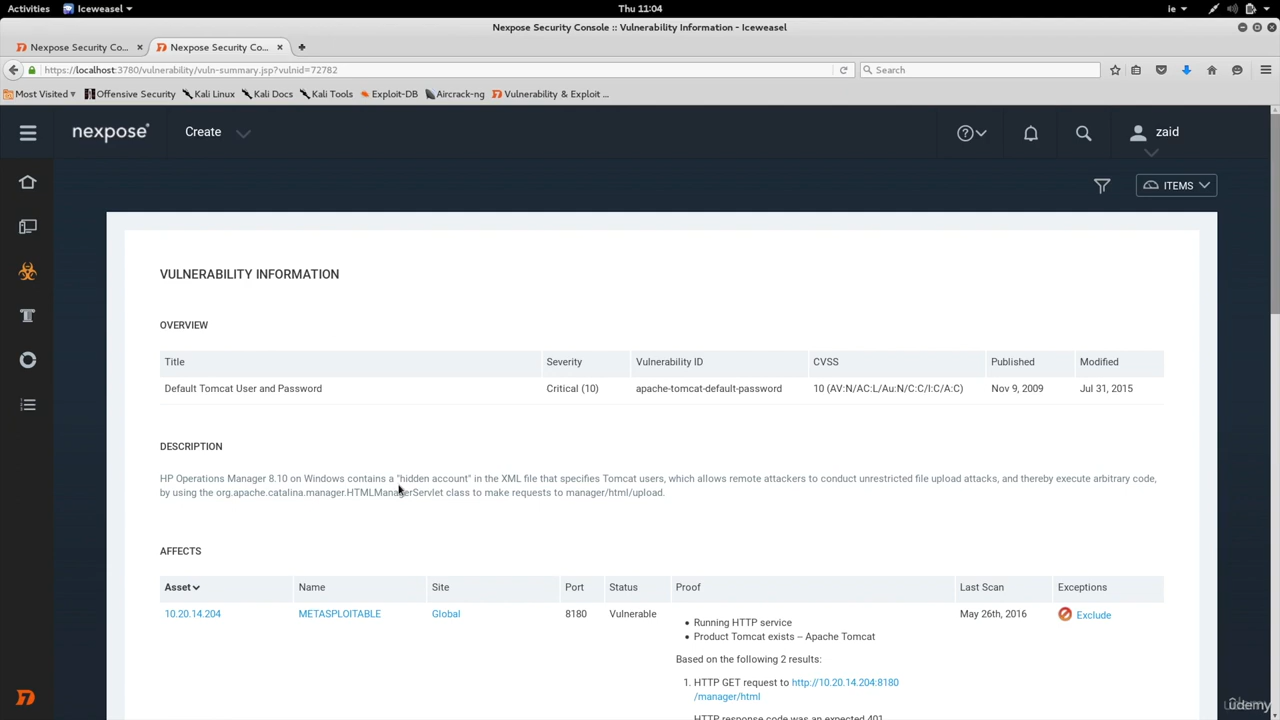 Activities Iceweasel Thu 11:04 ie
Nexpose Security Console :: Vulnerability Information - Iceweasel
Nexpose Security Co... × Nexpose Security Co... ×
https://localhost:3780/vulnerability/vuln-summary.jsp?vulnid=72782 Search
Most Visited Offensive Security Kali Linux Kali Docs Kali Tools Exploit-DB Aircrack-ng Vulnerability & Exploit ...
nexpose Create zaid
ITEMS
VULNERABILITY INFORMATION
OVERVIEW
Title Severity Vulnerability ID CVSS Published Modified
Default Tomcat User and Password Critical (10) apache-tomcat-default-password 10 (AV:N/AC:L/Au:N/C:C/I:C/A:C) Nov 9, 2009 Jul 31, 2015
DESCRIPTION
HP Operations Manager 8.10 on Windows contains a "hidden account" in the XML file that specifies Tomcat users, which allows remote attackers to conduct unrestricted file upload attacks, and thereby execute arbitrary code,
by using the org.apache.catalina.manager.HTMLManagerServlet class to make requests to manager/html/upload.
AFFECTS
Asset Name Site Port Status Proof Last Scan Exceptions
10.20.14.204 METASPLOITABLE Global 8180 Vulnerable May 26th, 2016 Exclude
• Running HTTP service
• Product Tomcat exists -- Apache Tomcat
Based on the following 2 results:
1. HTTP GET request to http://10.20.14.204:8180
/manager/html
HTTP response code was an expected 401
udemy